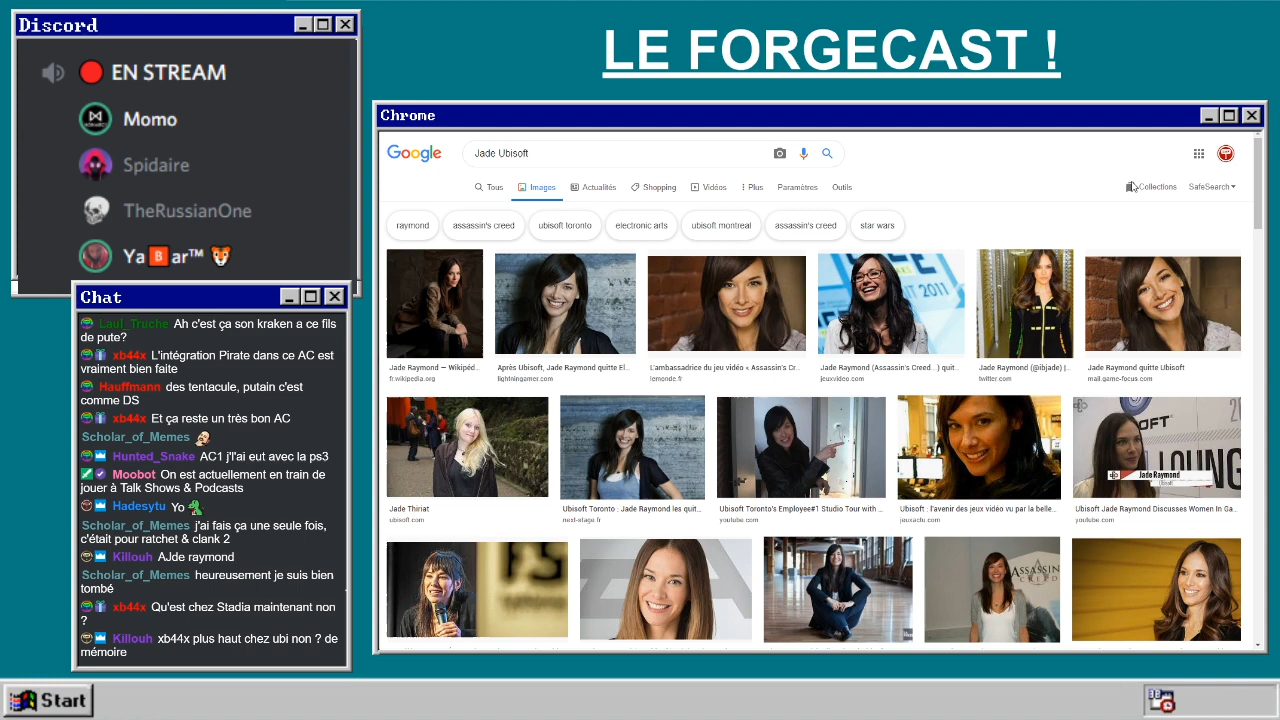 Discord
EN STREAM
Momo
Spidaire
TheRussianOne
Ya🅱ar™ 🐯
LE FORGECAST !
Chat
Laul_Truche Ah c'est ça son kraken a ce fils
de pute?
xb44x L'intégration Pirate dans ce AC est
vraiment bien faite
Hauffmann des tentacule, putain c'est
comme DS
xb44x Et ça reste un très bon AC
Scholar_of_Memes
Hunted_Snake AC1 j'l'ai eut avec la ps3
Moobot On est actuellement en train de
jouer à Talk Shows & Podcasts
Hadesytu Yo
Scholar_of_Memes j'ai fais ça une seule fois,
c'était pour ratchet & clank 2
Killouh AJde raymond
Scholar_of_Memes heureusement je suis bien
tombé
xb44x Qu'est chez Stadia maintenant non
?
Killouh xb44x plus haut chez ubi non ? de
mémoire
Chrome
Google
Jade Ubisoft
Tous Images Actualités Shopping Vidéos Plus Paramètres Outils
Collections SafeSearch
raymond assassin's creed ubisoft toronto electronic arts ubisoft montreal assassin's creed star wars
FREE
ENT 2011
Jade Raymond — Wikipéd... Après Ubisoft, Jade Raymond quitte El... L'ambassadrice du jeu vidéo « Assassin's Cr... Jade Raymond (Assassin's Creed...) quit... Jade Raymond (@ibjade) |... Jade Raymond quitte Ubisoft
fr.wikipedia.org lightningamer.com lemonde.fr jeuxvideo.com twitter.com mail.game-focus.com
SOFT
LOUNG
Jade Raymond
Jade Thiriat Ubisoft Toronto : Jade Raymond les quit... Ubisoft Toronto's Employee#1 Studio Tour with ... Ubisoft : l'avenir des jeux vidéo vu par la belle... Ubisoft Jade Raymond Discusses Women In Ga...
ubisoft.com next-stage.fr youtube.com jeuxactu.com youtube.com
ASSASSIN
CREED
Start